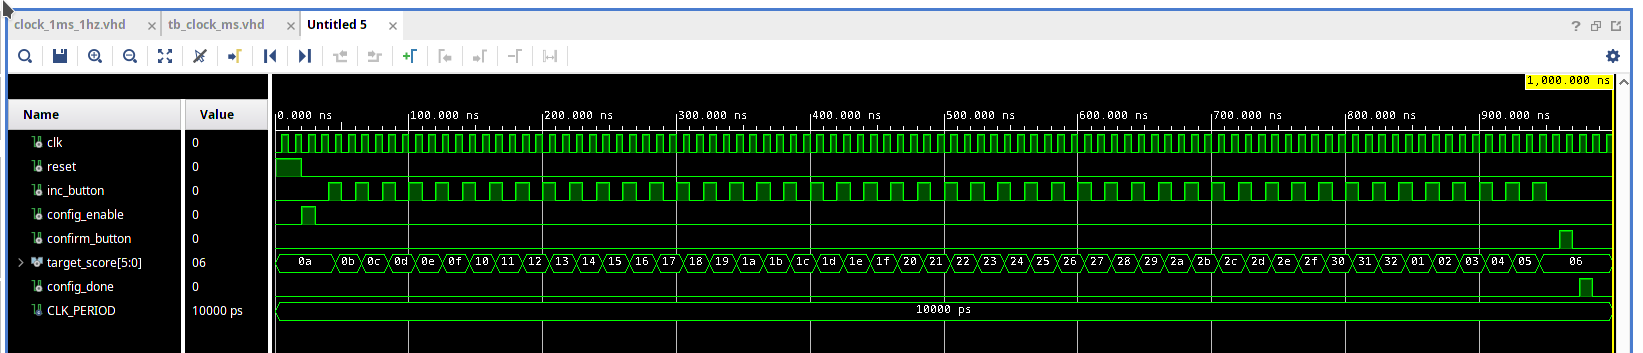 clock_1ms_1hz.vhd × tb_clock_ms.vhd × Untitled 5 ×
?
1,000.000 ns
Name Value 0.000 ns 100.000 ns 200.000 ns 300.000 ns 400.000 ns 500.000 ns 600.000 ns 700.000 ns 800.000 ns 900.000 ns
clk 0
reset 0
inc_button 0
config_enable 0
confirm_button 0
target_score[5:0] 06 0a 0b 0c 0d 0e 0f 10 11 12 13 14 15 16 17 18 19 1a 1b 1c 1d 1e 1f 20 21 22 23 24 25 26 27 28 29 2a 2b 2c 2d 2e 2f 30 31 32 01 02 03 04 05 06
config_done 0
CLK_PERIOD 10000 ps 10000 ps